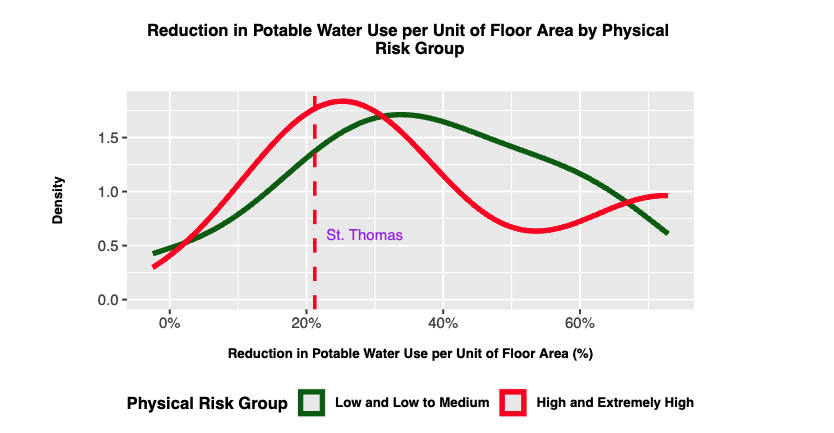 Reduction in Potable Water Use per Unit of Floor Area by Physical
Risk Group
Density
1.5
1.0
0.5
0.0
St. Thomas
0%
20%
40%
60%
Reduction in Potable Water Use per Unit of Floor Area (%)
Physical Risk Group
Low and Low to Medium
High and Extremely High